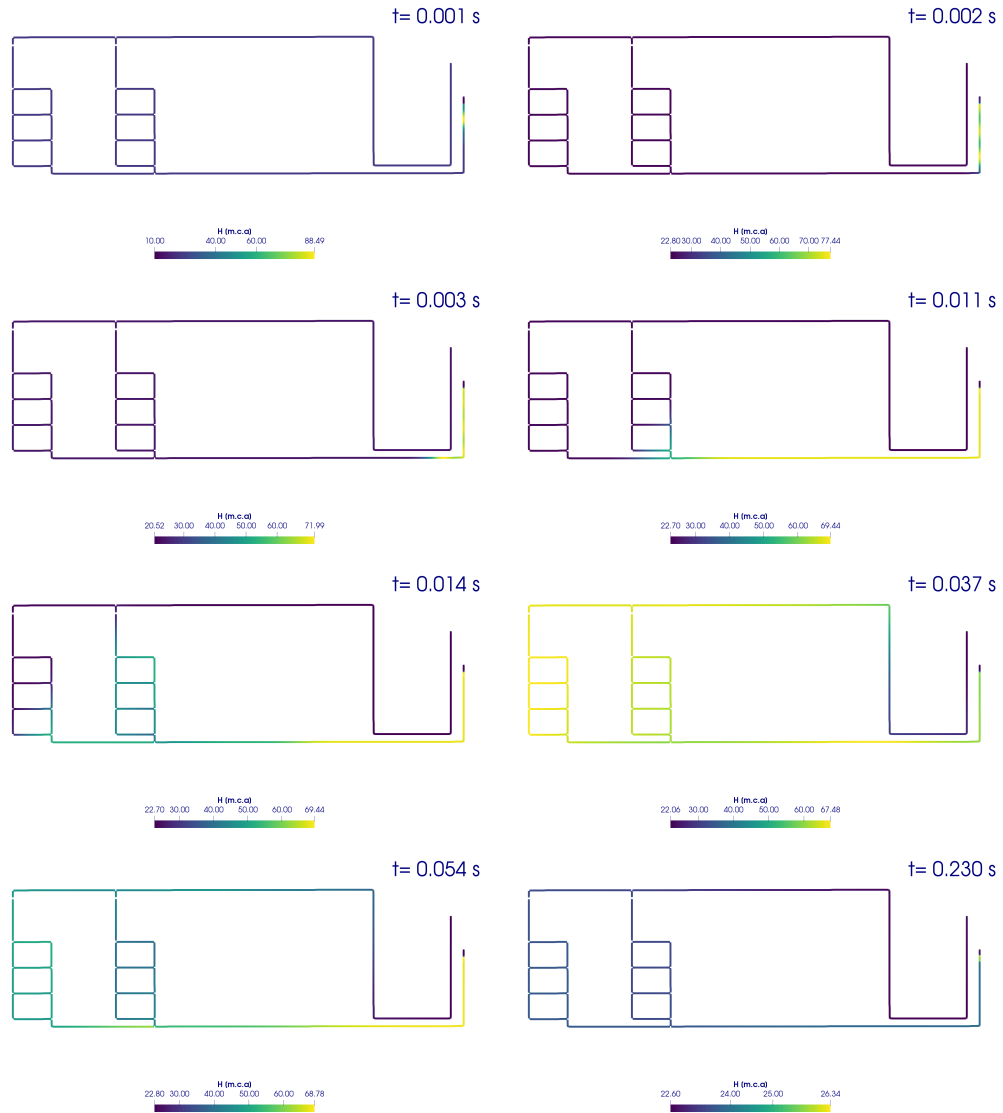 t= 0.001 s
t= 0.002 s
H (m.c.a)
10.00 40.00 60.00 88.49
H (m.c.a)
22.80 30.00 40.00 50.00 60.00 70.00 77.44
t= 0.003 s
t= 0.011 s
H (m.c.a)
20.52 30.00 40.00 50.00 60.00 71.99
H (m.c.a)
22.70 30.00 40.00 50.00 60.00 69.44
t= 0.014 s
t= 0.037 s
H (m.c.a)
22.70 30.00 40.00 50.00 60.00 69.44
H (m.c.a)
22.06 30.00 40.00 50.00 60.00 67.48
t= 0.054 s
t= 0.230 s
H (m.c.a)
22.80 30.00 40.00 50.00 60.00 68.78
H (m.c.a)
22.60 24.00 25.00 26.34